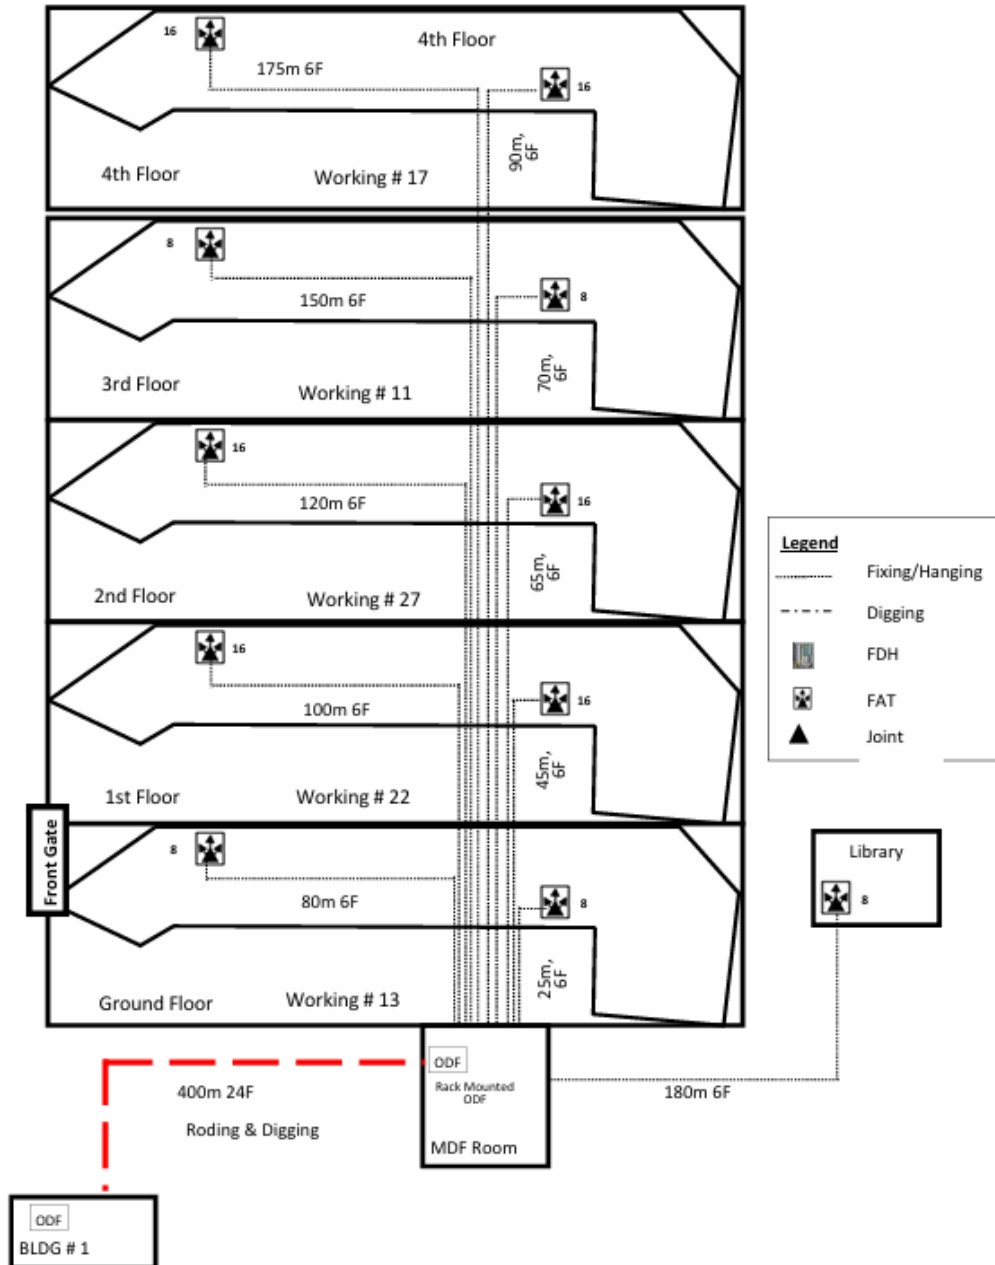 16
4th Floor
175m 6F
16
90m,
6F
4th Floor
Working # 17
8
150m 6F
8
70m,
6F
3rd Floor
Working # 11
16
120m 6F
16
65m,
6F
2nd Floor
Working # 27
16
100m 6F
16
45m,
6F
1st Floor
Working # 22
Front Gate
8
80m 6F
8
25m,
6F
Ground Floor
Working # 13
Legend
Fixing/Hanging
Digging
FDH
FAT
Joint
Library
8
ODF
Rack Mounted
ODF
MDF Room
180m 6F
400m 24F
Roding & Digging
ODF
BLDG # 1